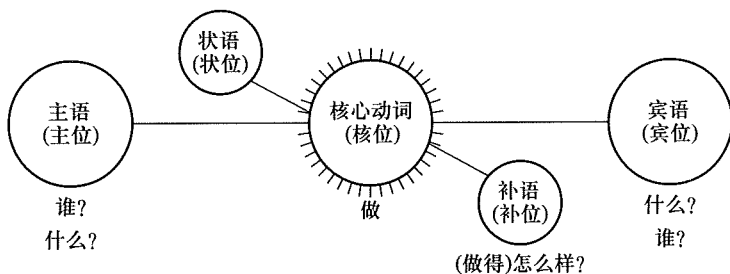 状语
(状位)
主语
(主位)
核心动词
(核位)
宾语
(宾位)
补语
(补位)
谁?
什么?
做
(做得)怎么样?
什么?
谁?